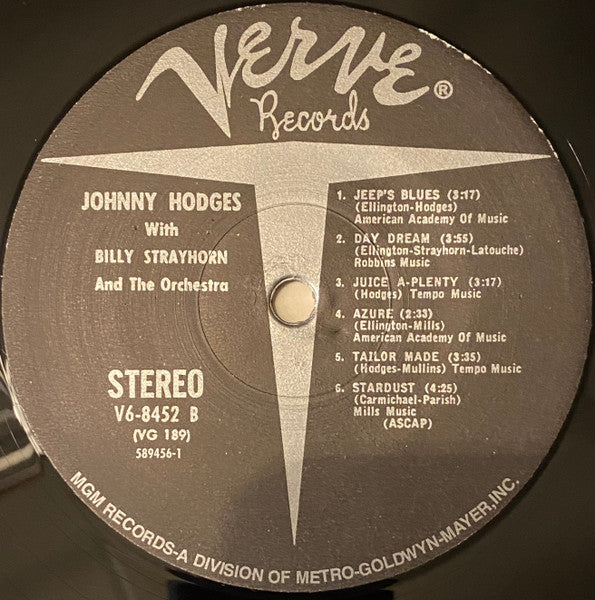 Verve®
Records
JOHNNY HODGES
With
BILLY STRAYHORN
And The Orchestra
STEREO
V6-8452 B
(VG 189)
589456-1
1. JEEP'S BLUES (3:17)
(Ellington-Hodges)
American Academy Of Music
2. DAY DREAM (3:55)
(Ellington-Strayhorn-Latouche)
Robbins Music
3. JUICE A-PLENTY (3:17)
(Hodges) Tempo Music
4. AZURE (2:33)
(Ellington-Mills)
American Academy Of Music
5. TAILOR MADE (3:35)
(Hodges-Mullins) Tempo Music
6. STARDUST (4:25)
(Carmichael-Parish)
Mills Music
(ASCAP)
MGM RECORDS-A DIVISION OF METRO-GOLDWYN-MAYER, INC.